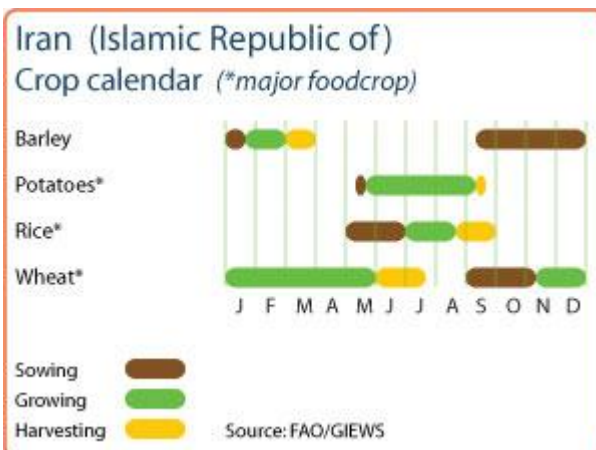 Iran (Islamic Republic of)
Crop calendar (*major foodcrop)
Barley
Potatoes*
Rice*
Wheat*
J F M A M J J A S O N D
Sowing
Growing
Harvesting
Source: FAO/GIEWS